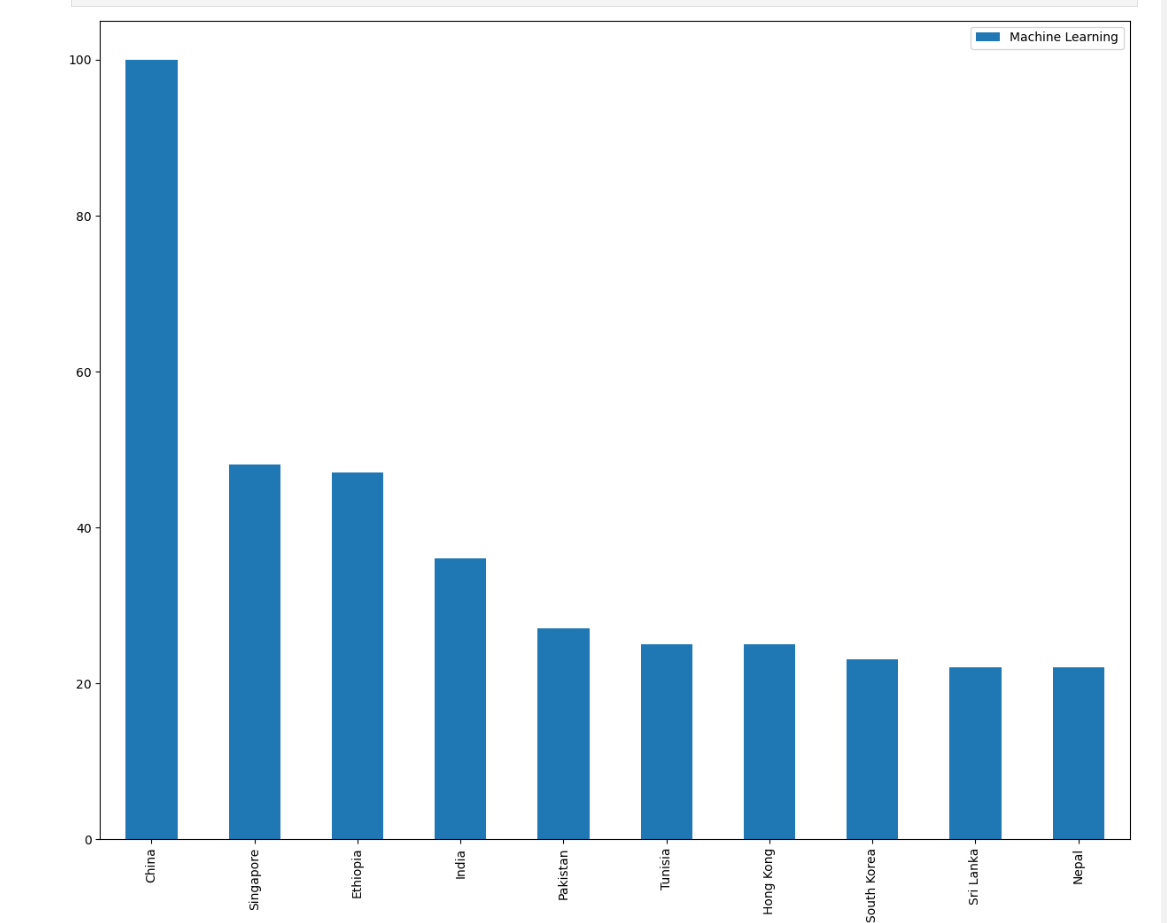 Machine Learning
100
80
60
40
20
0
China
Singapore
Ethiopia
India
Pakistan
Tunisia
Hong Kong
South Korea
Sri Lanka
Nepal